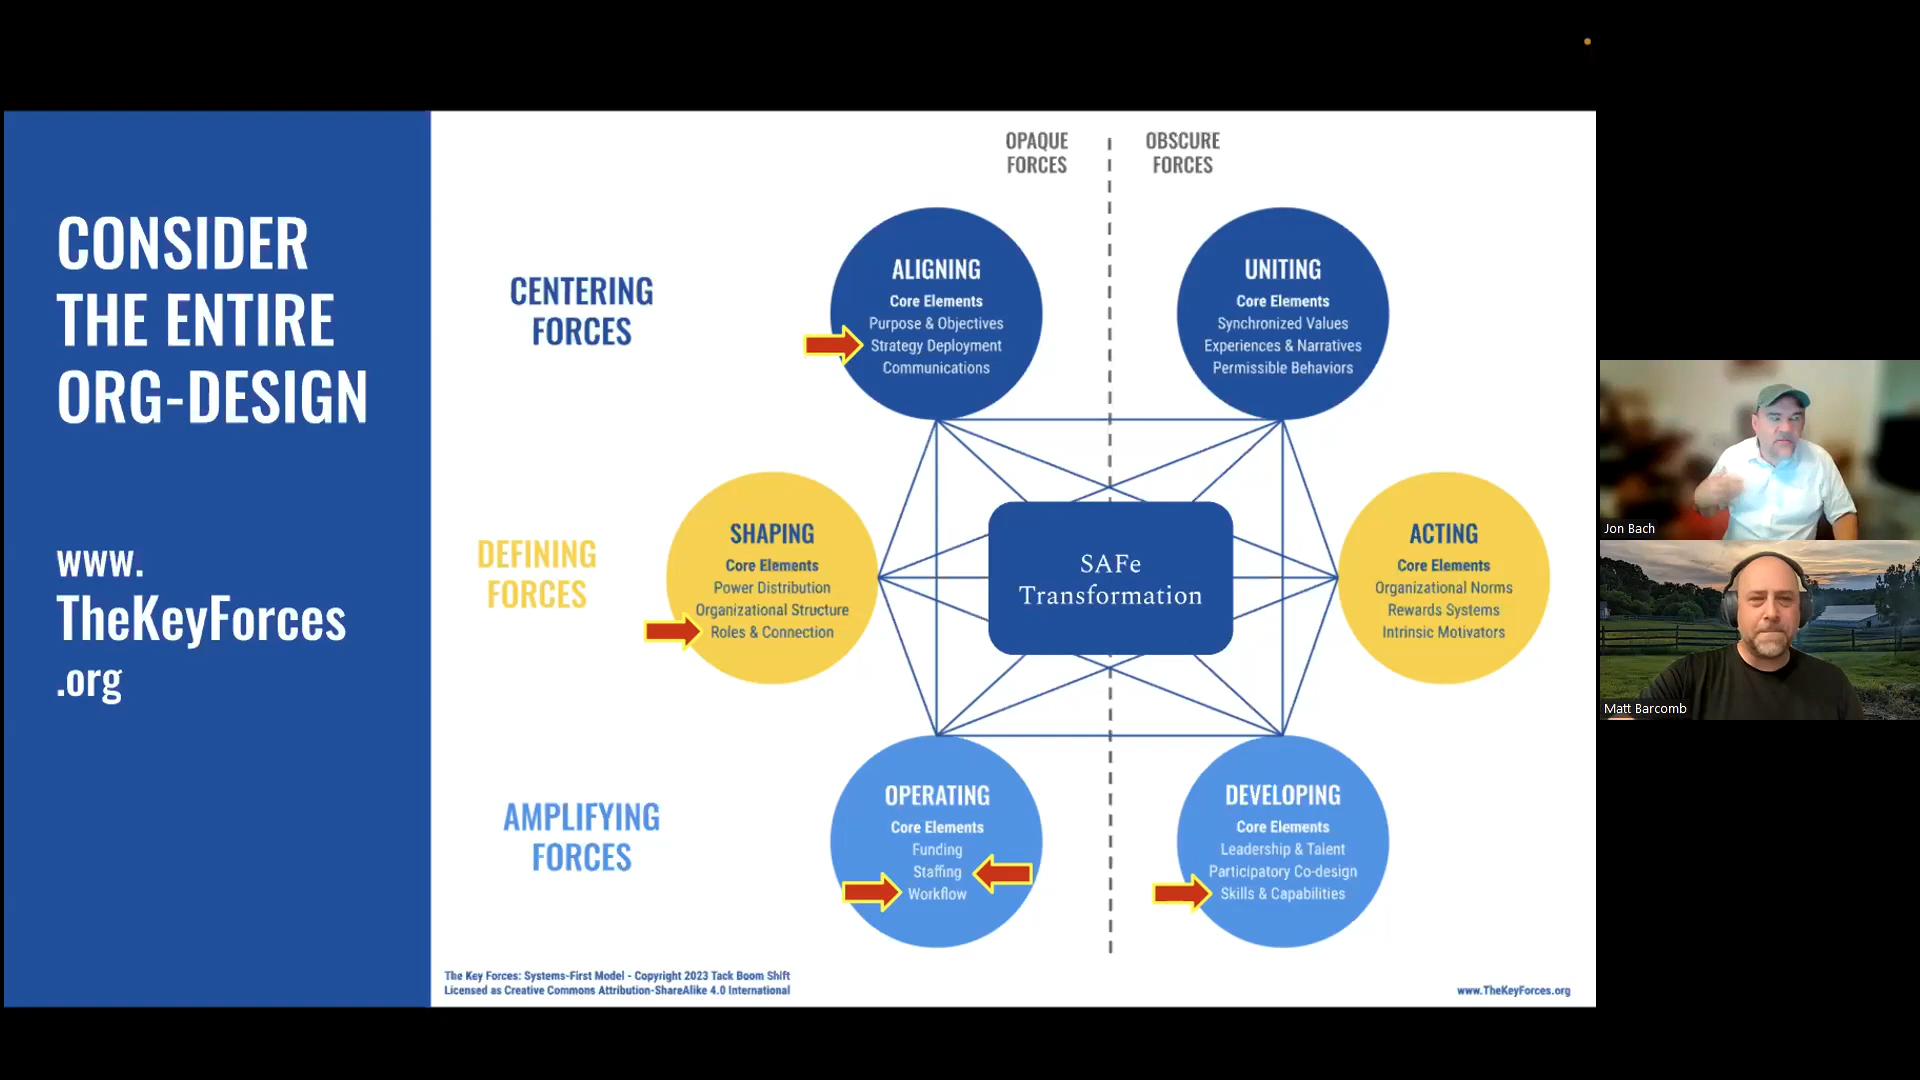 CONSIDER
THE ENTIRE
ORG-DESIGN
www.
TheKeyForces
.org
OPAQUE
FORCES
OBSCURE
FORCES
CENTERING
FORCES
ALIGNING
Core Elements
Purpose & Objectives
Strategy Deployment
Communications
UNITING
Core Elements
Synchronized Values
Experiences & Narratives
Permissible Behaviors
DEFINING
FORCES
SHAPING
Core Elements
Power Distribution
Organizational Structure
Roles & Connection
SAFe
Transformation
ACTING
Core Elements
Organizational Norms
Rewards Systems
Intrinsic Motivators
AMPLIFYING
FORCES
OPERATING
Core Elements
Funding
Staffing
Workflow
DEVELOPING
Core Elements
Leadership & Talent
Participatory Co-design
Skills & Capabilities
The Key Forces: Systems-First Model - Copyright 2023 Tack Boom Shift
Licensed as Creative Commons Attribution-ShareAlike 4.0 International
www.TheKeyForces.org
Jon Bach
Matt Barcomb